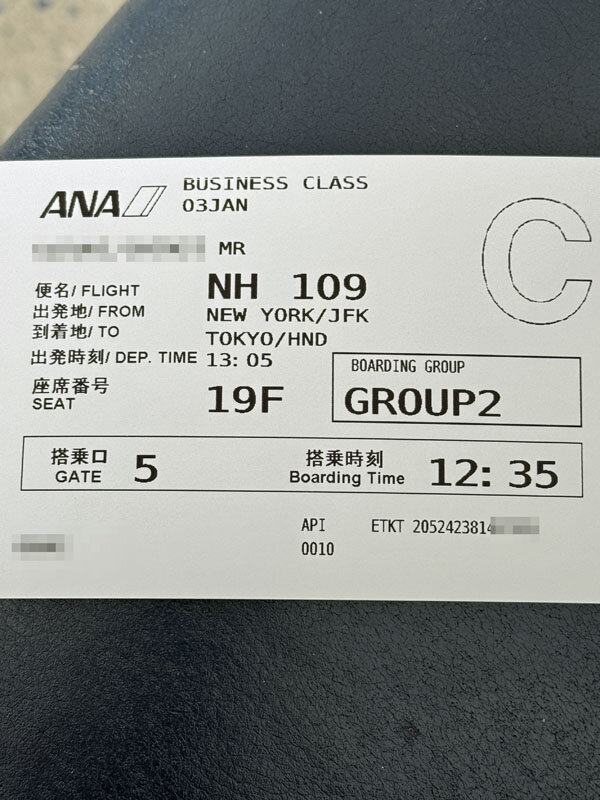 ANA BUSINESS CLASS
03JAN
MR
便名/ FLIGHT NH 109
出発地/ FROM NEW YORK/JFK
到着地/ TO TOKYO/HND
出発時刻/ DEP. TIME 13:05
座席番号
SEAT 19F
BOARDING GROUP
GROUP2
C
搭乗口
GATE 5
搭乗時刻
Boarding Time 12:35
API ETKT 2052423814
0010